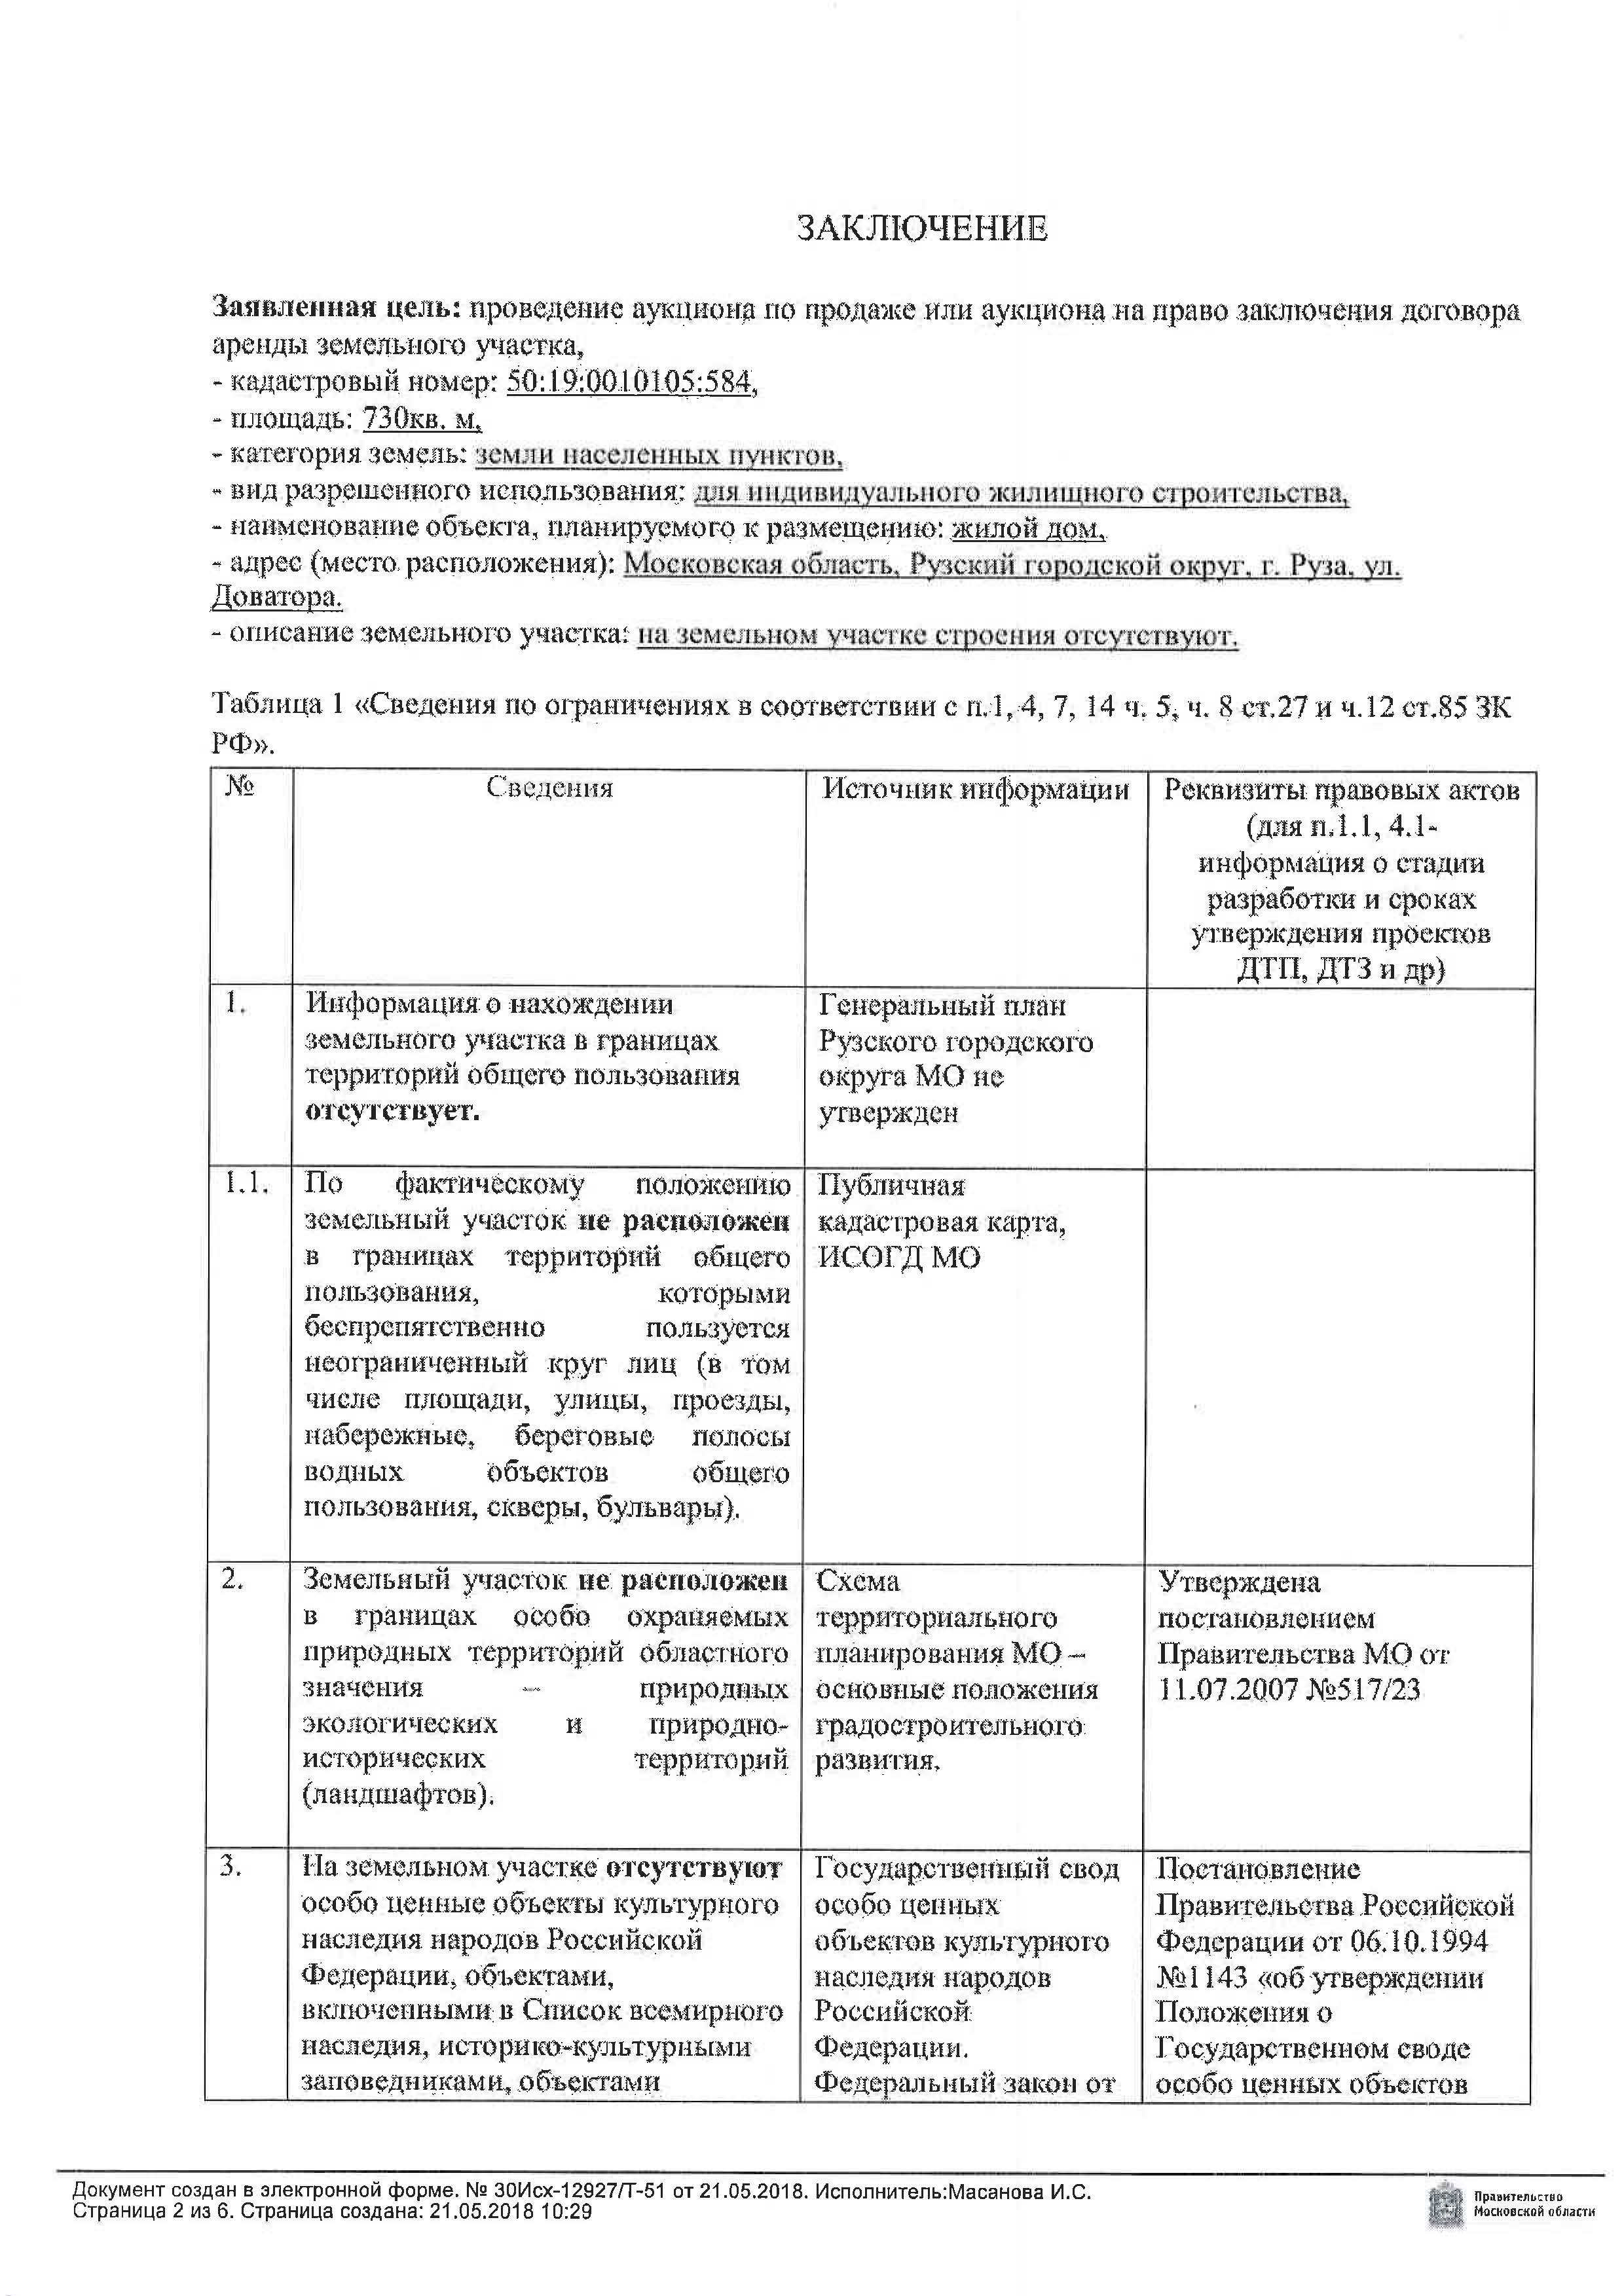 ЗАКЛЮЧЕНИЕ
Заявленная цель: проведение аукциона по продаже или аукциона на право заключения договора
аренды земельного участка,
- кадастровый номер: 50:19:0010105:584,
- площадь: 730кв. м,
- категория земель: земли населенных пунктов,
- вид разрешенного использования: для индивидуального жилищного строительства,
- наименование объекта, планируемого к размещению: жилой дом,
- адрес (место расположения): Московская область, Рузский городской округ, г. Руза, ул.
Доватора.
- описание земельного участка: на земельном участке строения отсутствуют.
Таблица 1 «Сведения по ограничениях в соответствии с п.1, 4, 7, 14 ч. 5, ч. 8 ст.27 и ч.12 ст.85 ЗК
РФ».
№
Сведения
Источник информации
Реквизиты правовых актов
(для п.1.1, 4.1-
информация о стадии
разработки и сроках
утверждения проектов
ДТП, ДТЗ и др)
1.
Информация о нахождении
земельного участка в границах
территорий общего пользования
отсутствует.
Генеральный план
Рузского городского
округа МО не
утвержден
1.1.
По фактическому положению
земельный участок не расположен
в границах территорий общего
пользования, которыми
беспрепятственно пользуется
неограниченный круг лиц (в том
числе площади, улицы, проезды,
набережные, береговые полосы
водных объектов общего
пользования, скверы, бульвары).
Публичная
кадастровая карта,
ИСОГД МО
2.
Земельный участок не расположен
в границах особо охраняемых
природных территорий областного
значения – природных
экологических и природно-
исторических территорий
(ландшафтов).
Схема
территориального
планирования МО –
основные положения
градостроительного
развития.
Утверждена
постановлением
Правительства МО от
11.07.2007 №517/23
3.
На земельном участке отсутствуют
особо ценные объекты культурного
наследия народов Российской
Федерации, объектами,
включенными в Список всемирного
наследия, историко-культурными
заповедниками, объектами
Государственный свод
особо ценных
объектов культурного
наследия народов
Российской
Федерации.
Федеральный закон от
Постановление
Правительства Российской
Федерации от 06.10.1994
№1143 «об утверждении
Положения о
Государственном своде
особо ценных объектов
Документ создан в электронной форме. № 30Исх-12927/Т-51 от 21.05.2018. Исполнитель:Масанова И.С.
Страница 2 из 6. Страница создана: 21.05.2018 10:29
Правительство
Московской области